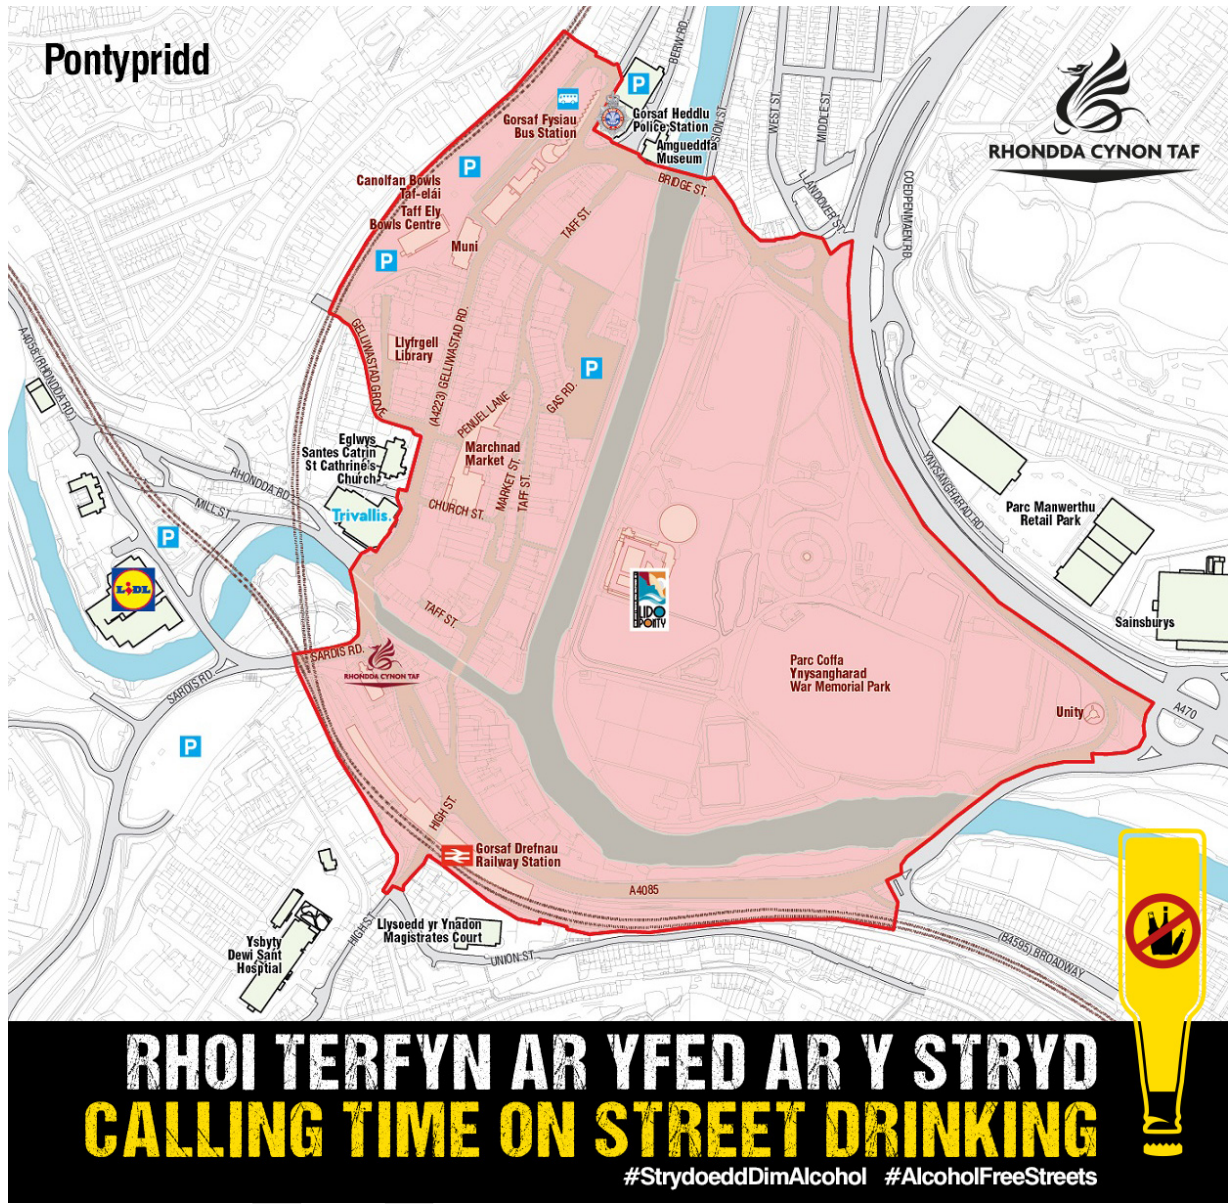 Pontypridd
RHONDDA CYNON TAF
BERW RD.
P
Gorsaf Heddlu
Police Station
Gorsaf Fysiau
Bus Station
Amgueddfa
Museum
WEST ST.
MIDDLE ST.
COEDPENMAEN RD.
BRIDGE ST.
P
Canolfan Bowls
Taf-elái
Taff Ely
Bowls Centre
TAFF ST.
Muni
P
A4058 (RHONDDA RD.)
GELLIWASTAD GROVE
Llyfrgell
Library
(A4223) GELLIWASTAD RD.
P
GAS RD.
PENUEL LANE
Eglwys
Santes Catrin
St Cathrine's
Church
Marchnad
Market
MARKET ST.
TAFF ST.
CHURCH ST.
RHONDDA RD.
MILL ST.
Trivallis.
YNYSANGHARAD RD.
Parc Manwerthu
Retail Park
P
LiDL
LIDO
PONTY
Sainsburys
TAFF ST.
SARDIS RD.
RHONDDA CYNON TAF
SARDIS RD.
Parc Coffa
Ynysangharad
War Memorial Park
Unity
A470
P
HIGH ST.
Gorsaf Drefnau
Railway Station
A4085
Llysoedd yr Ynadon
Magistrates Court
HIGH ST.
UNION ST.
(B4595) BROADWAY
Ysbyty
Dewi Sant
Hosptial
RHOI TERFYN AR YFED AR Y STRYD
CALLING TIME ON STREET DRINKING
#StrydoeddDimAlcohol #AlcoholFreeStreets